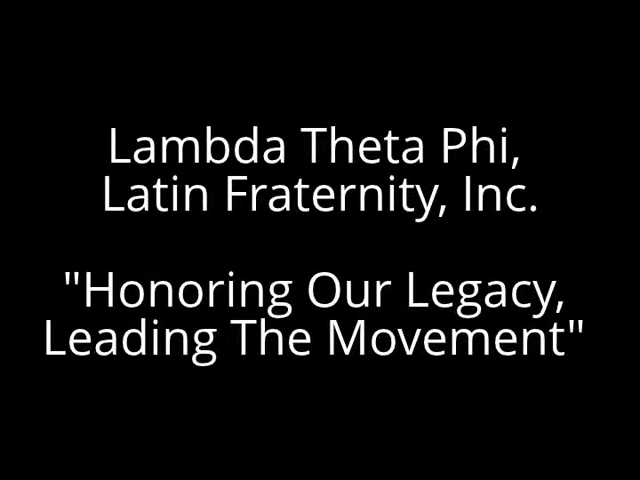 Lambda Theta Phi,
Latin Fraternity, Inc.
"Honoring Our Legacy,
Leading The Movement"